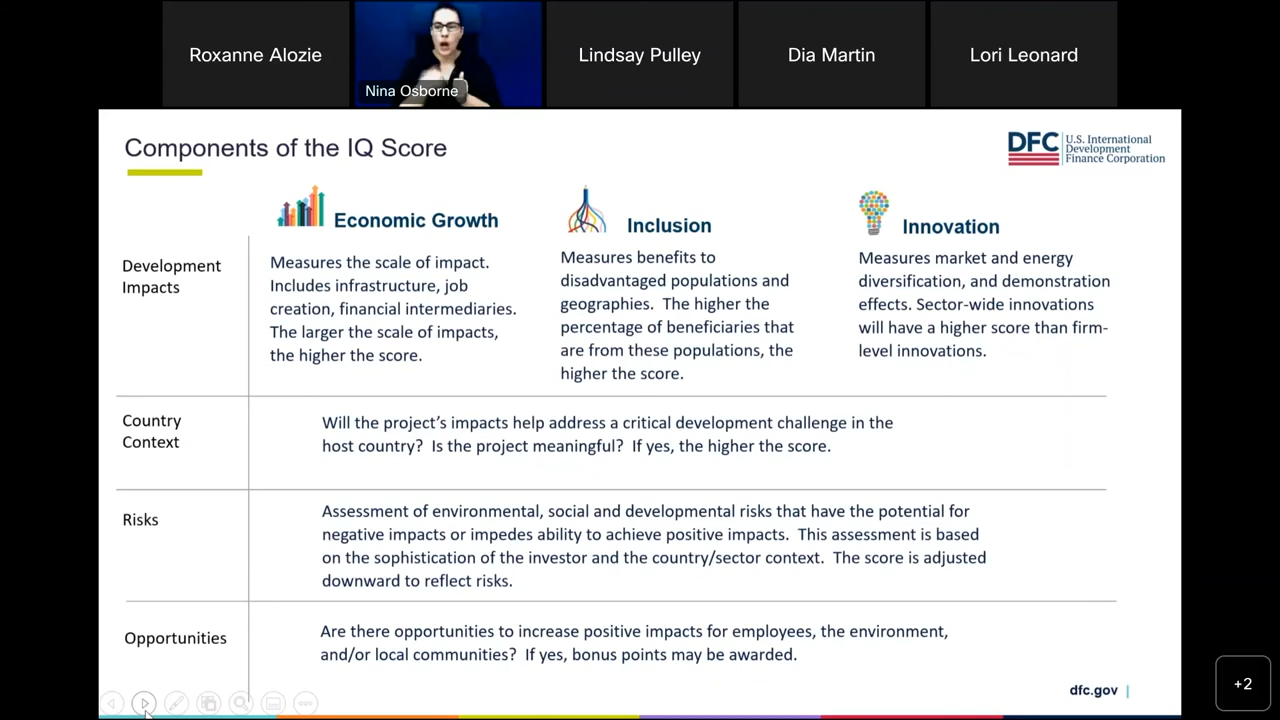 Roxanne Alozie
Nina Osborne
Lindsay Pulley
Dia Martin
Lori Leonard
Components of the IQ Score
DFC
U.S. International
Development
Finance Corporation
Economic Growth
Inclusion
Innovation
Development
Impacts
Measures the scale of impact.
Includes infrastructure, job
creation, financial intermediaries.
The larger the scale of impacts,
the higher the score.
Measures benefits to
disadvantaged populations and
geographies. The higher the
percentage of beneficiaries that
are from these populations, the
higher the score.
Measures market and energy
diversification, and demonstration
effects. Sector-wide innovations
will have a higher score than firm-
level innovations.
Country
Context
Will the project’s impacts help address a critical development challenge in the
host country? Is the project meaningful? If yes, the higher the score.
Risks
Assessment of environmental, social and developmental risks that have the potential for
negative impacts or impedes ability to achieve positive impacts. This assessment is based
on the sophistication of the investor and the country/sector context. The score is adjusted
downward to reflect risks.
Opportunities
Are there opportunities to increase positive impacts for employees, the environment,
and/or local communities? If yes, bonus points may be awarded.
dfc.gov
+2